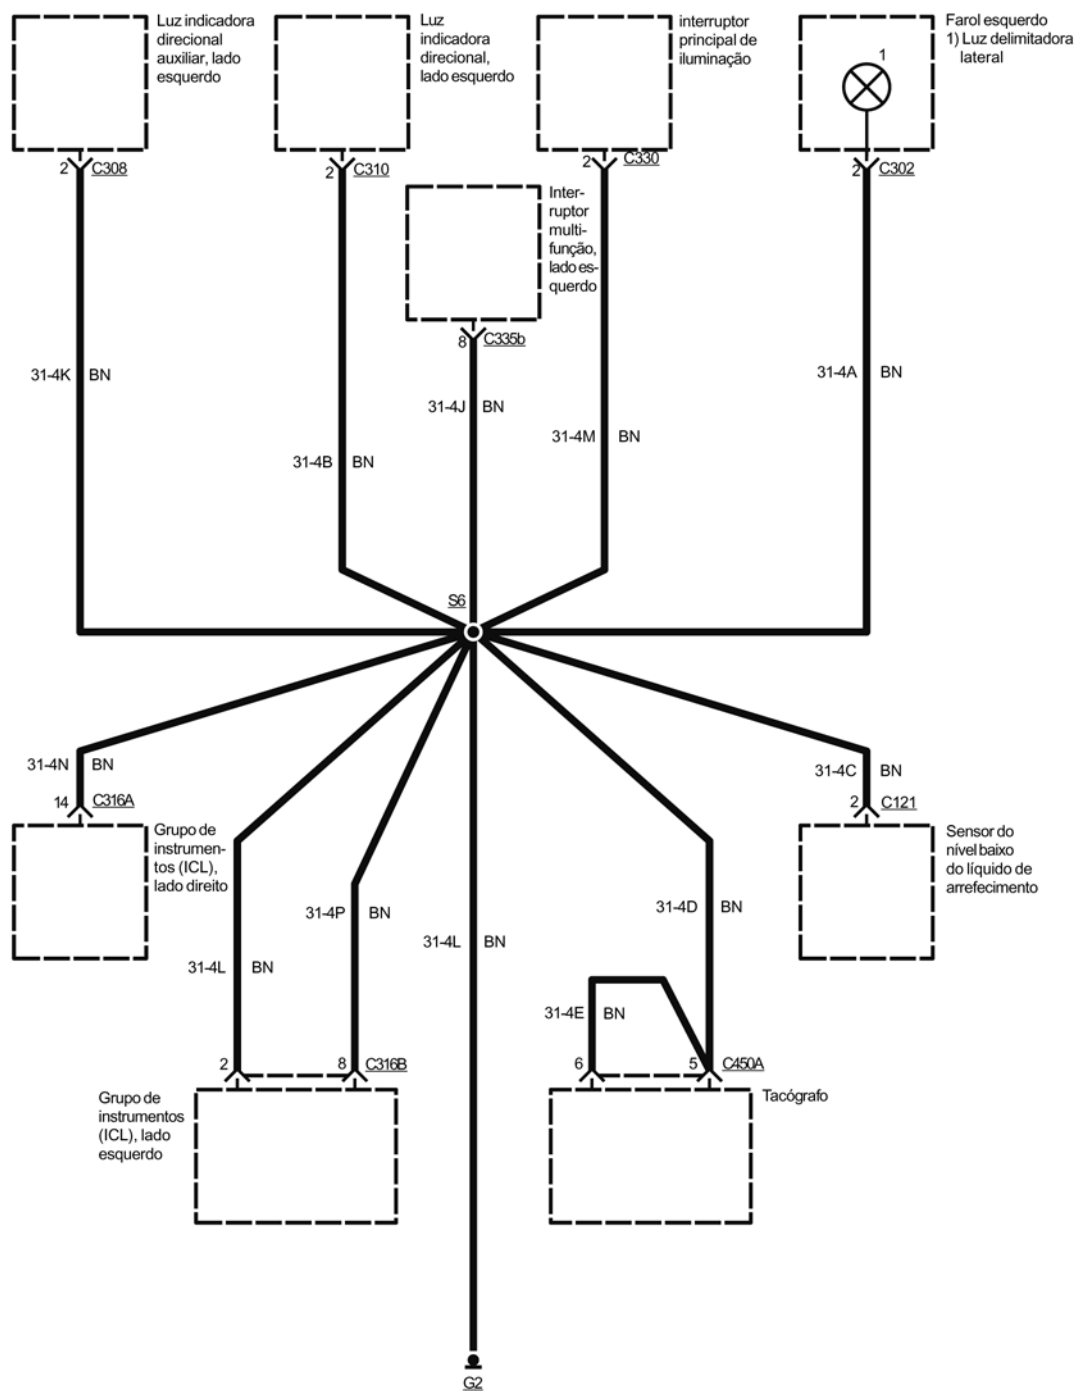 Luz indicadora
direcional
auxiliar, lado
esquerdo
2 C308
Luz
indicadora
direcional,
lado esquerdo
2 C310
interruptor
principal de
iluminação
2 C330
Farol esquerdo
1) Luz delimitadora
lateral
1
2 C302
Inter-
ruptor
multi-
função,
lado es-
querdo
8 C335b
31-4K BN
31-4B BN
31-4J BN
31-4M BN
31-4A BN
S6
31-4N BN
14 C316A
Grupo de
instrumen-
tos (ICL),
lado direito
31-4C BN
2 C121
Sensor do
nível baixo
do líquido de
arrefecimento
31-4L BN
31-4P BN
31-4L BN
31-4D BN
31-4E BN
2 8 C316B
Grupo de
instrumentos
(ICL), lado
esquerdo
6 5 C450A
Tacógrafo
G2